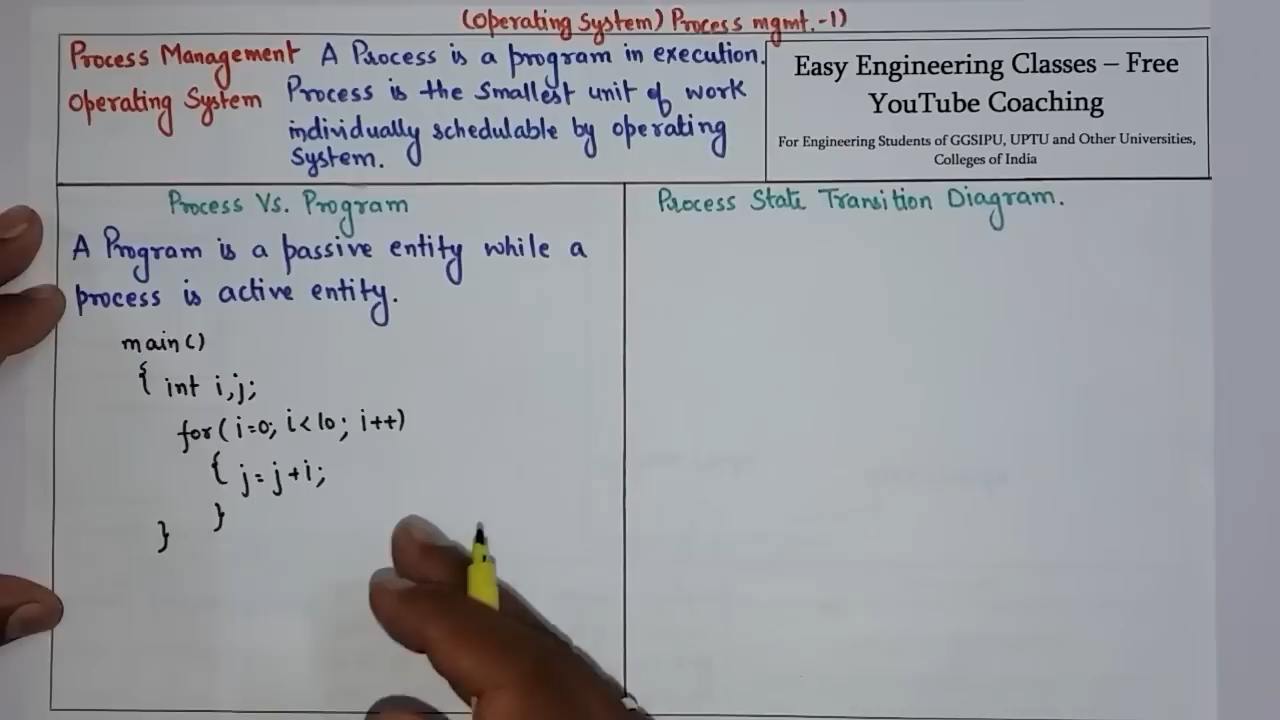 (Operating System) Process mgmt.-1)
Process Management
Operating System
A Process is a program in execution.
Process is the smallest unit of work
individually schedulable by operating
System.
Easy Engineering Classes – Free
YouTube Coaching
For Engineering Students of GGSIPU, UPTU and Other Universities,
Colleges of India
Process Vs. Program
A Program is a passive entity while a
process is active entity.
main()
{ int i,j;
for(i=0; i<10; i++)
{ j=j+i;
}
}
Process State Transition Diagram.